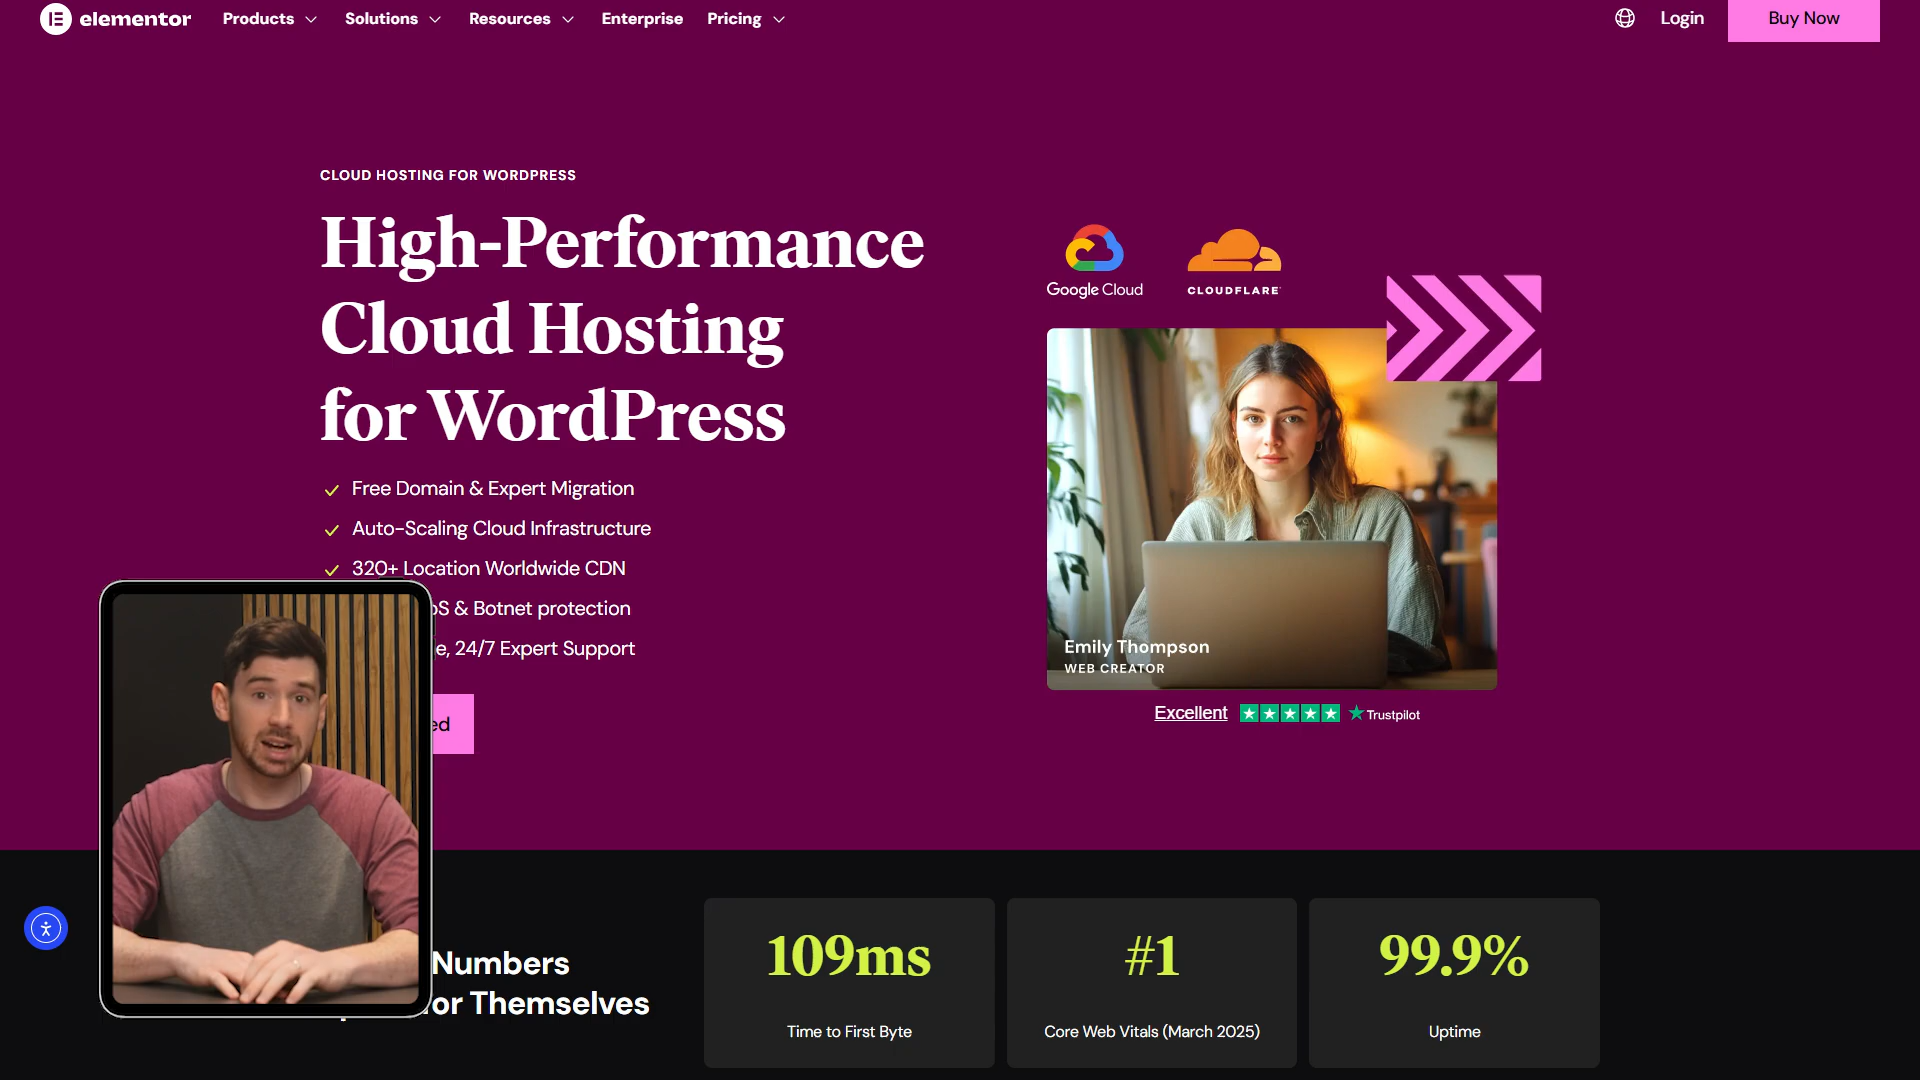 elementor Products Solutions Resources Enterprise Pricing Login Buy Now
CLOUD HOSTING FOR WORDPRESS
High-Performance
Cloud Hosting
for WordPress
Free Domain & Expert Migration
Auto-Scaling Cloud Infrastructure
320+ Location Worldwide CDN
S & Botnet protection
e, 24/7 Expert Support
ed
Google Cloud
CLOUDFLARE
Emily Thompson
WEB CREATOR
Excellent Trustpilot
Numbers
or Themselves
109ms
Time to First Byte
#1
Core Web Vitals (March 2025)
99.9%
Uptime